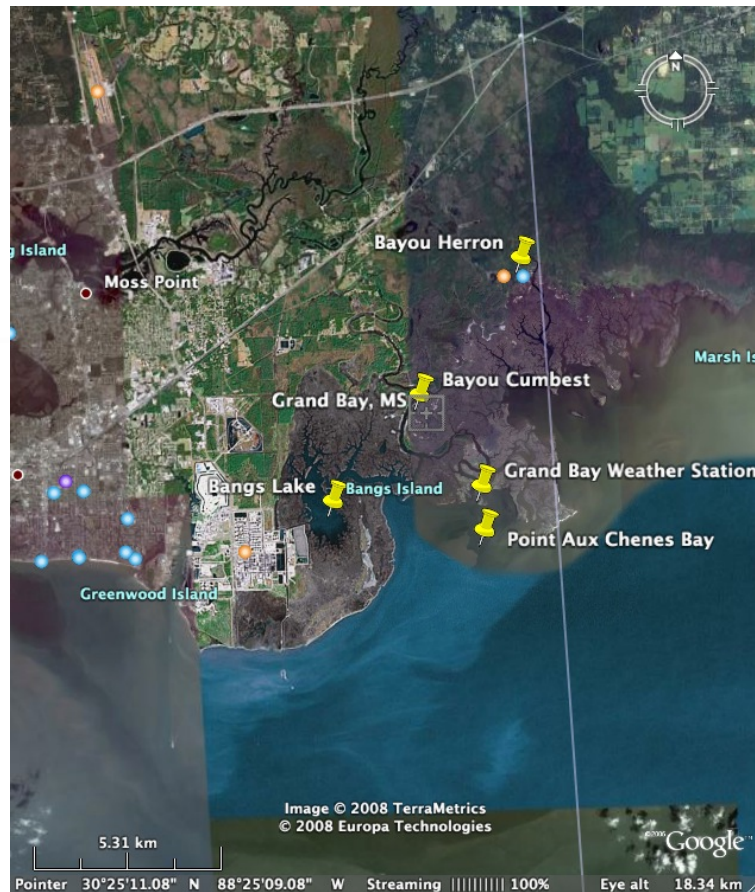 N
Bayou Herron
g Island
Moss Point
Marsh Is
Bayou Cumbest
Grand Bay, MS
Grand Bay Weather Station
Bangs Lake
Bangs Island
Point Aux Chenes Bay
Greenwood Island
Image © 2008 TerraMetrics
© 2008 Europa Technologies
5.31 km
©2006 Google™
Pointer 30°25'11.08" N 88°25'09.08" W Streaming |||||||||| 100% Eye alt 18.34 km